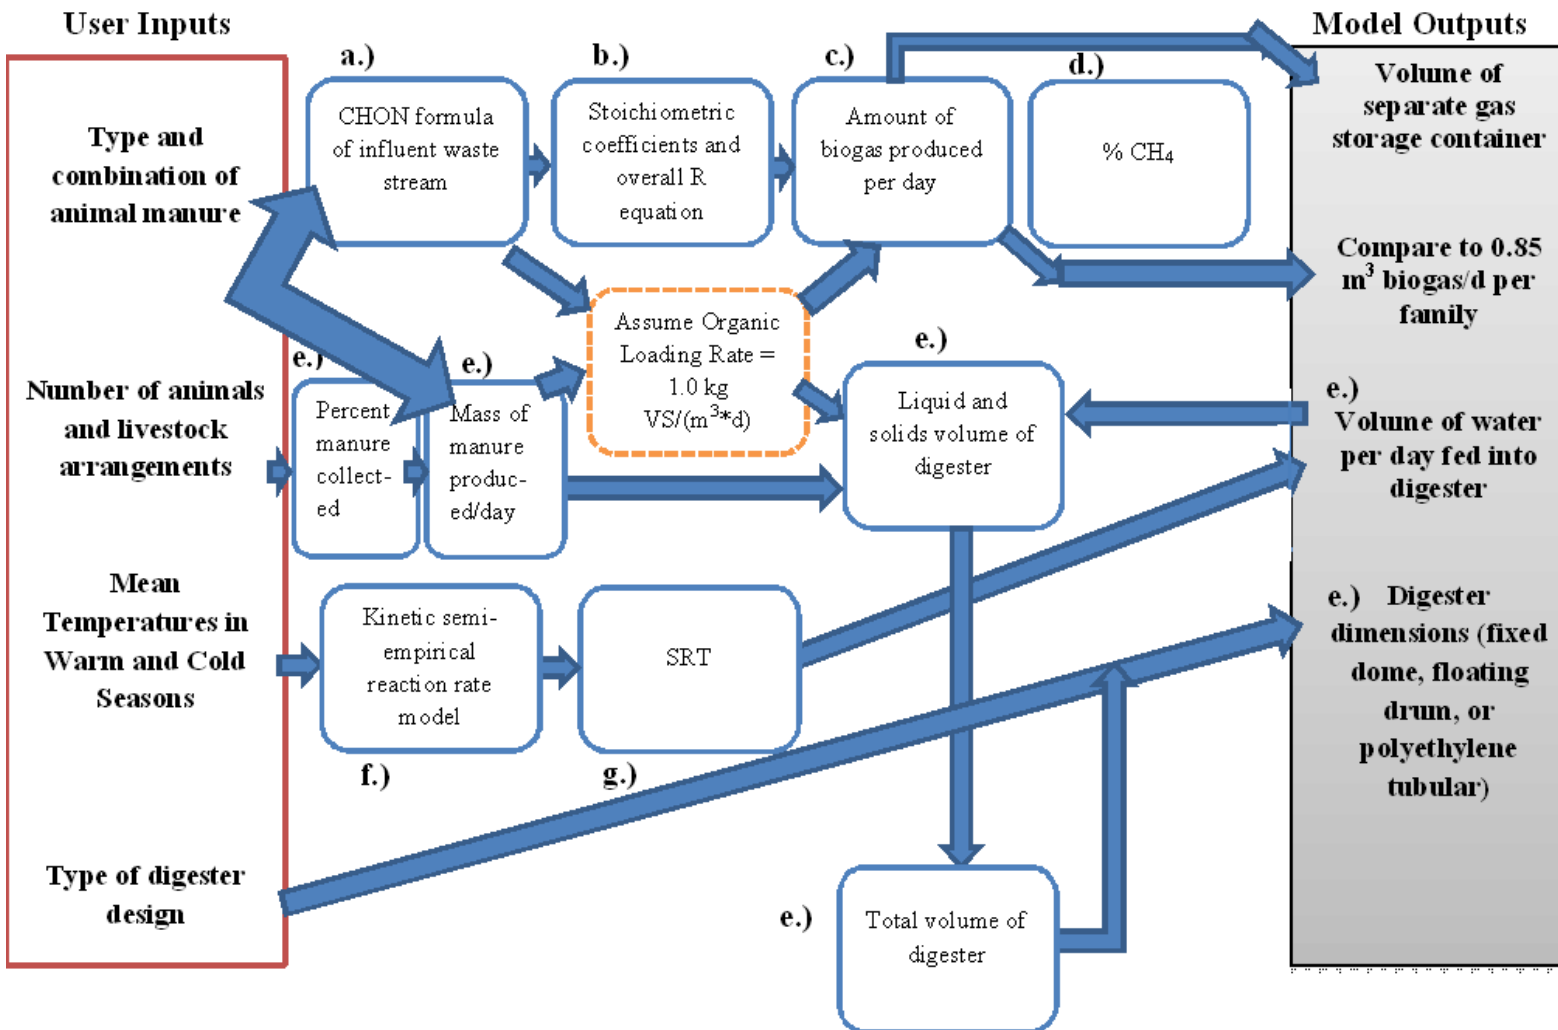 User Inputs
Model Outputs
Type and
combination of
animal manure
Number of animals
and livestock
arrangements
Mean
Temperatures in
Warm and Cold
Seasons
Type of digester
design
a.)
CHON formula
of influent waste
stream
b.)
Stoichiometric
coefficients and
overall R
equation
c.)
Amount of
biogas produced
per day
d.)
% CH₄
Assume Organic
Loading Rate =
1.0 kg
VS/(m³*d)
e.)
Percent
manure
collect-
ed
e.)
Mass of
manure
produc-
ed/day
e.)
Liquid and
solids volume of
digester
Kinetic semi-
empirical
reaction rate
model
f.)
SRT
g.)
e.)
Total volume of
digester
Volume of
separate gas
storage container
Compare to 0.85
m³ biogas/d per
family
e.)
Volume of water
per day fed into
digester
e.) Digester
dimensions (fixed
dome, floating
drum, or
polyethylene
tubular)